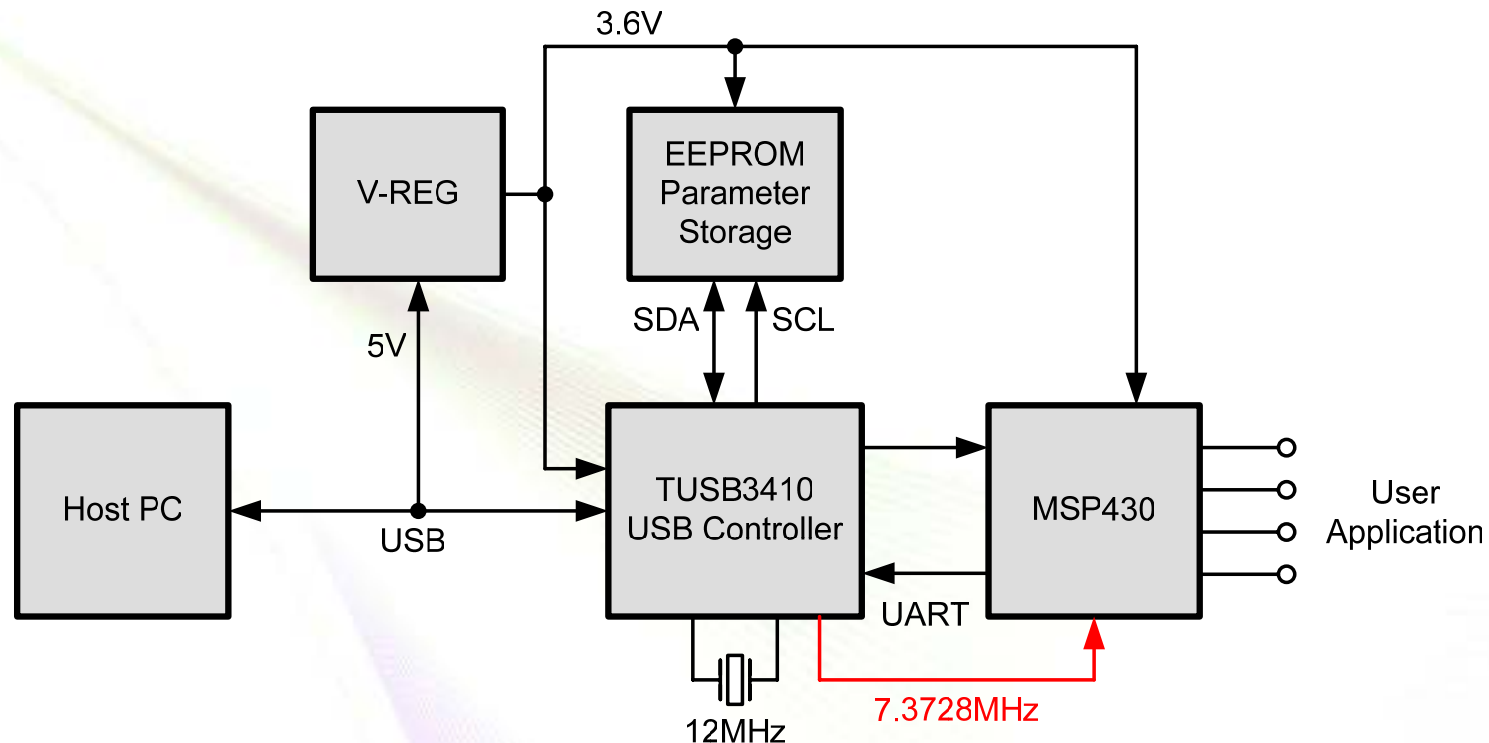 3.6V
V-REG
EEPROM
Parameter
Storage
SDA
SCL
5V
Host PC
USB
TUSB3410
USB Controller
MSP430
User
Application
UART
7.3728MHz
12MHz